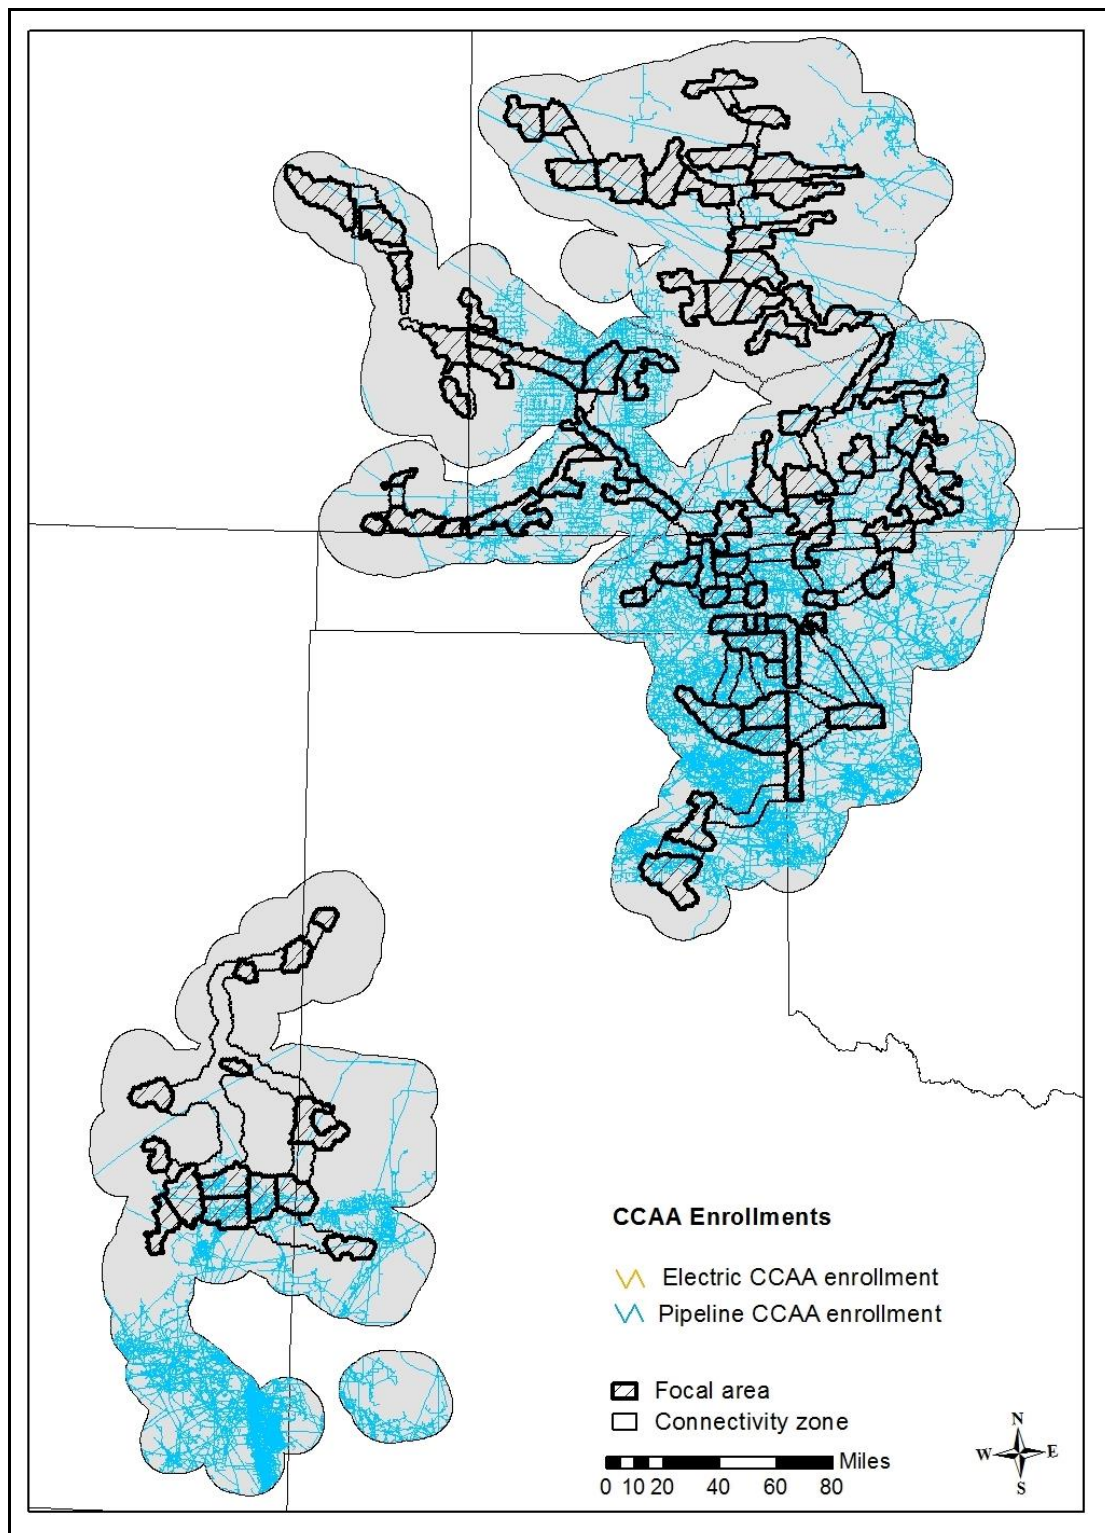 CCAA Enrollments
Electric CCAA enrollment
Pipeline CCAA enrollment
Focal area
Connectivity zone
Miles
0 10 20 40 60 80
N
W E
S